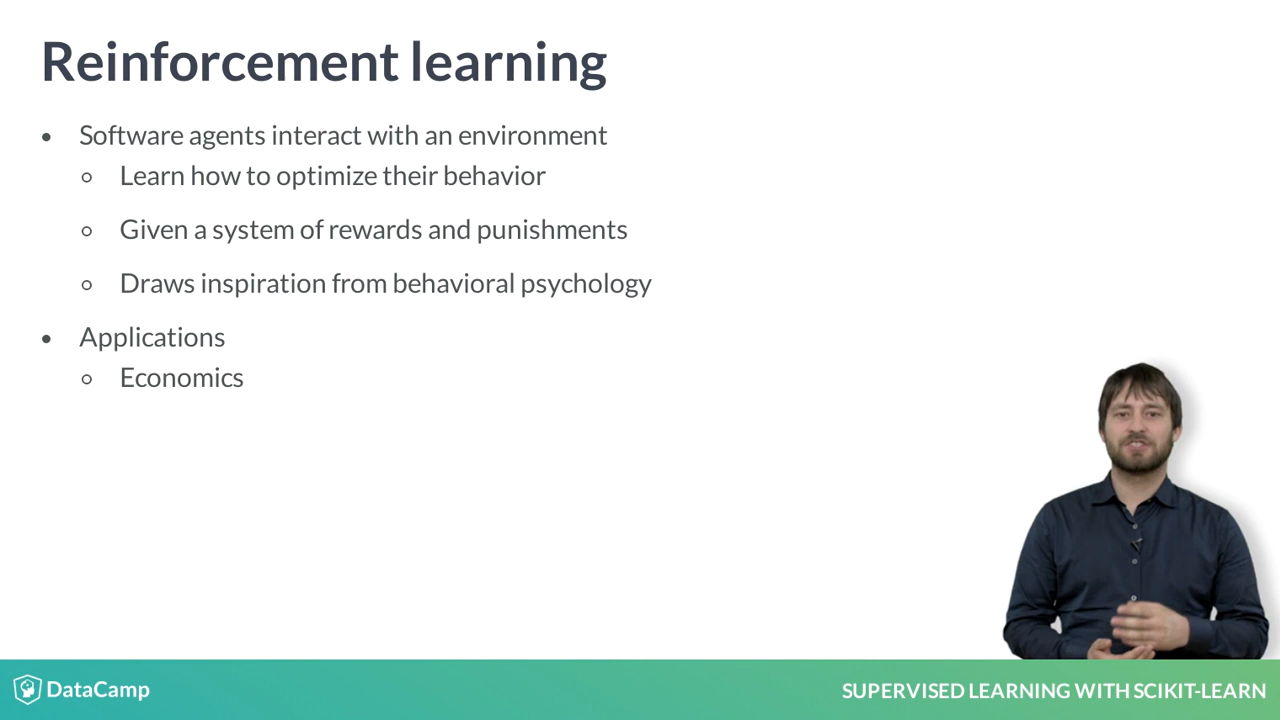 Reinforcement learning
• Software agents interact with an environment
○ Learn how to optimize their behavior
○ Given a system of rewards and punishments
○ Draws inspiration from behavioral psychology
• Applications
○ Economics
DataCamp
SUPERVISED LEARNING WITH SCIKIT-LEARN